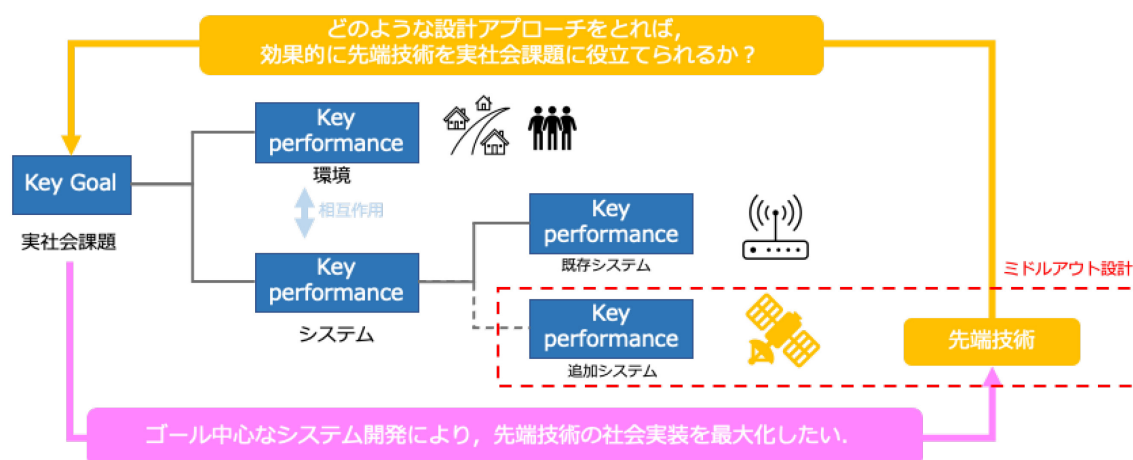 どのような設計アプローチをとれば，
効果的に先端技術を実社会課題に役立てられるか？
Key
performance
環境
Key Goal
実社会課題
相互作用
Key
performance
システム
Key
performance
既存システム
ミドルアウト設計
Key
performance
追加システム
先端技術
ゴール中心なシステム開発により，先端技術の社会実装を最大化したい．